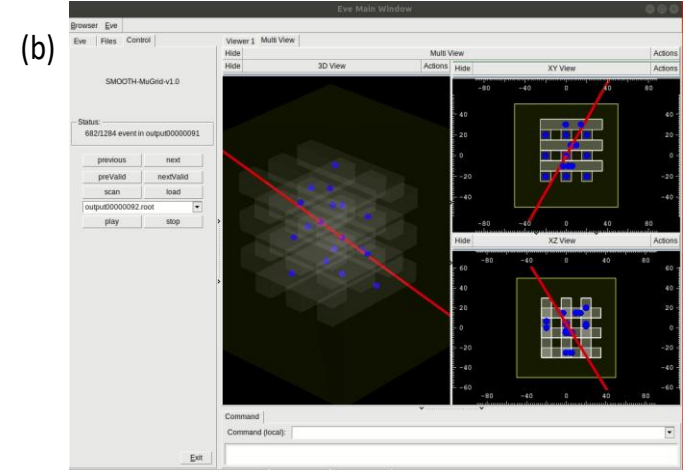 (b)
Eve Main Window
Browser Eve
Eve Files Control
Viewer 1 Multi View
Hide Multi View Actions
Hide 3D View Actions
Hide XY View Actions
SMOOTH-MuGrid-v1.0
Status:
682/1284 event in output00000091
previous next
preValid nextValid
scan load
output00000092.root
play stop
-80 -40 0 40 80
40
20
0
-20
-40
-80 -40 0 40 80
Hide XZ View Actions
-80 -40 0 40 80
60
40
20
0
-20
-40
-60
-80 -40 0 40 80
Command
Command (local):
Exit